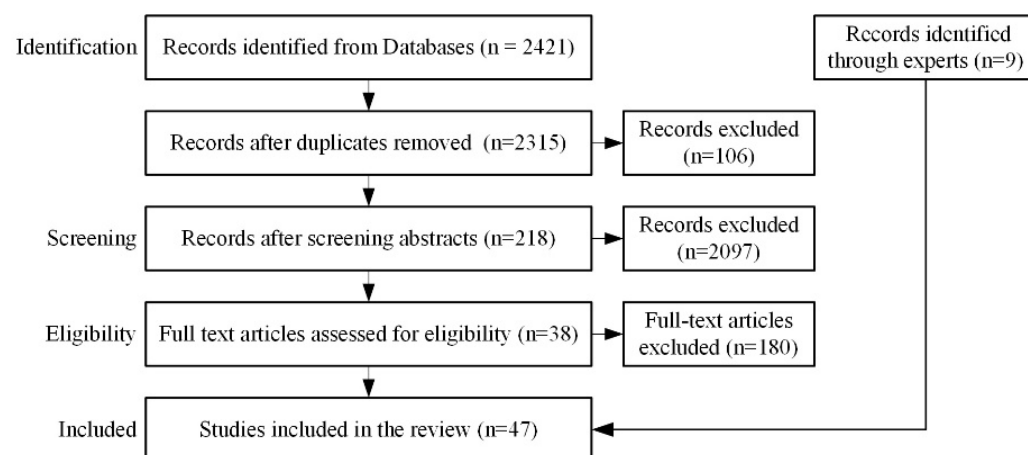 Identification
Records identified from Databases (n = 2421)
Records identified
through experts (n=9)
Records after duplicates removed (n=2315)
Records excluded
(n=106)
Screening
Records after screening abstracts (n=218)
Records excluded
(n=2097)
Eligibility
Full text articles assessed for eligibility (n=38)
Full-text articles
excluded (n=180)
Included
Studies included in the review (n=47)